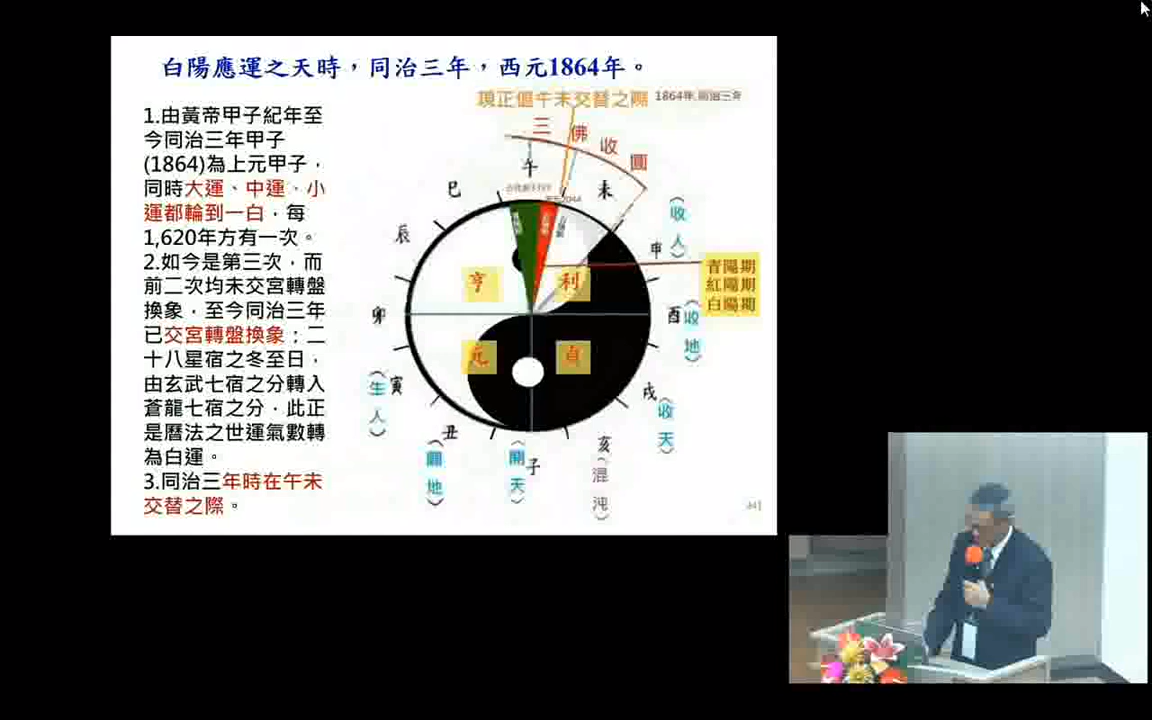 白陽應運之天時，同治三年，西元1864年。
現正值午未交替之際
1864年,同治三年
1.由黃帝甲子紀年至
今同治三年甲子
(1864)為上元甲子，
同時大運、中運、小
運都輪到一白，每
1,620年方有一次。
2.如今是第三次，而
前二次均未交宮轉盤
換象，至今同治三年
已交宮轉盤換象；二
十八星宿之冬至日，
由玄武七宿之分轉入
蒼龍七宿之分，此正
是曆法之世運氣數轉
為白運。
3.同治三年時在午未
交替之際。
三佛收圓
午
巳
未
(收人)
辰
申
青陽期
紅陽期
白陽期
亨
利
卯
酉
(收地)
元
貞
(生人)
寅
戌
(收天)
丑
(闢地)
(開天)
子
亥
(混沌)